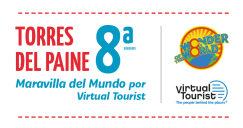 TORRES
DEL PAINE
8ª
Maravilla del Mundo por
Virtual Tourist
virtual
Tourist
The people behind the places